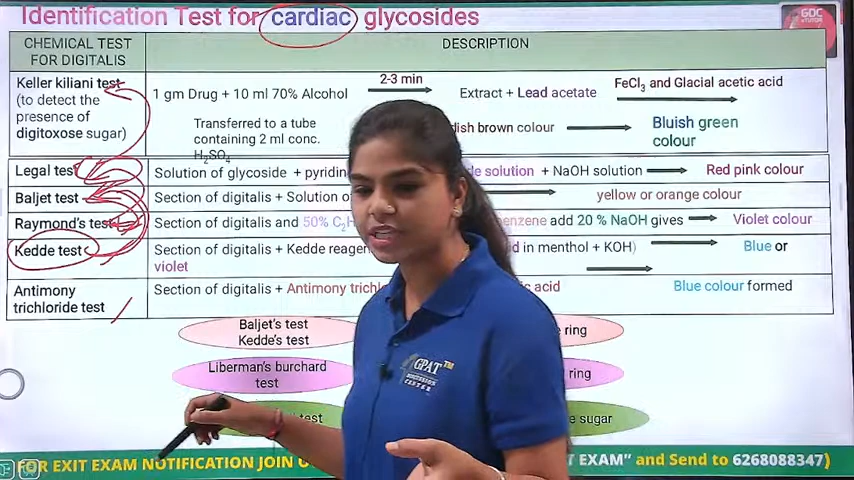 Identification Test for cardiac glycosides
GDC
CHEMICAL TEST
FOR DIGITALIS
DESCRIPTION
Keller kiliani test
(to detect the
presence of
digitoxose sugar)
1 gm Drug + 10 ml 70% Alcohol
2-3 min
Extract + Lead acetate
FeCl3 and Glacial acetic acid
Transferred to a tube
containing 2 ml conc.
H2SO4
brown colour
Bluish green
colour
Legal test
Solution of glycoside + solution + NaOH solution
Red pink colour
Baljet test
Section of digitalis + Solution
yellow or orange colour
Raymond's test
Section of digitalis and 50% add 20 % NaOH gives
Violet colour
Kedde test
Section of digitalis + Kedde in menthol + KOH)
Blue or
violet
Antimony
trichloride test
Section of digitalis + Antimony acid
Blue colour formed
Baljet's test
Kedde's test
ring
Liberman's burchard
test
ring
test
sugar
GPAT™
DISCUSSION
CENTER
FOR EXIT EXAM NOTIFICATION JOIN EXAM" and Send to 6268088347)